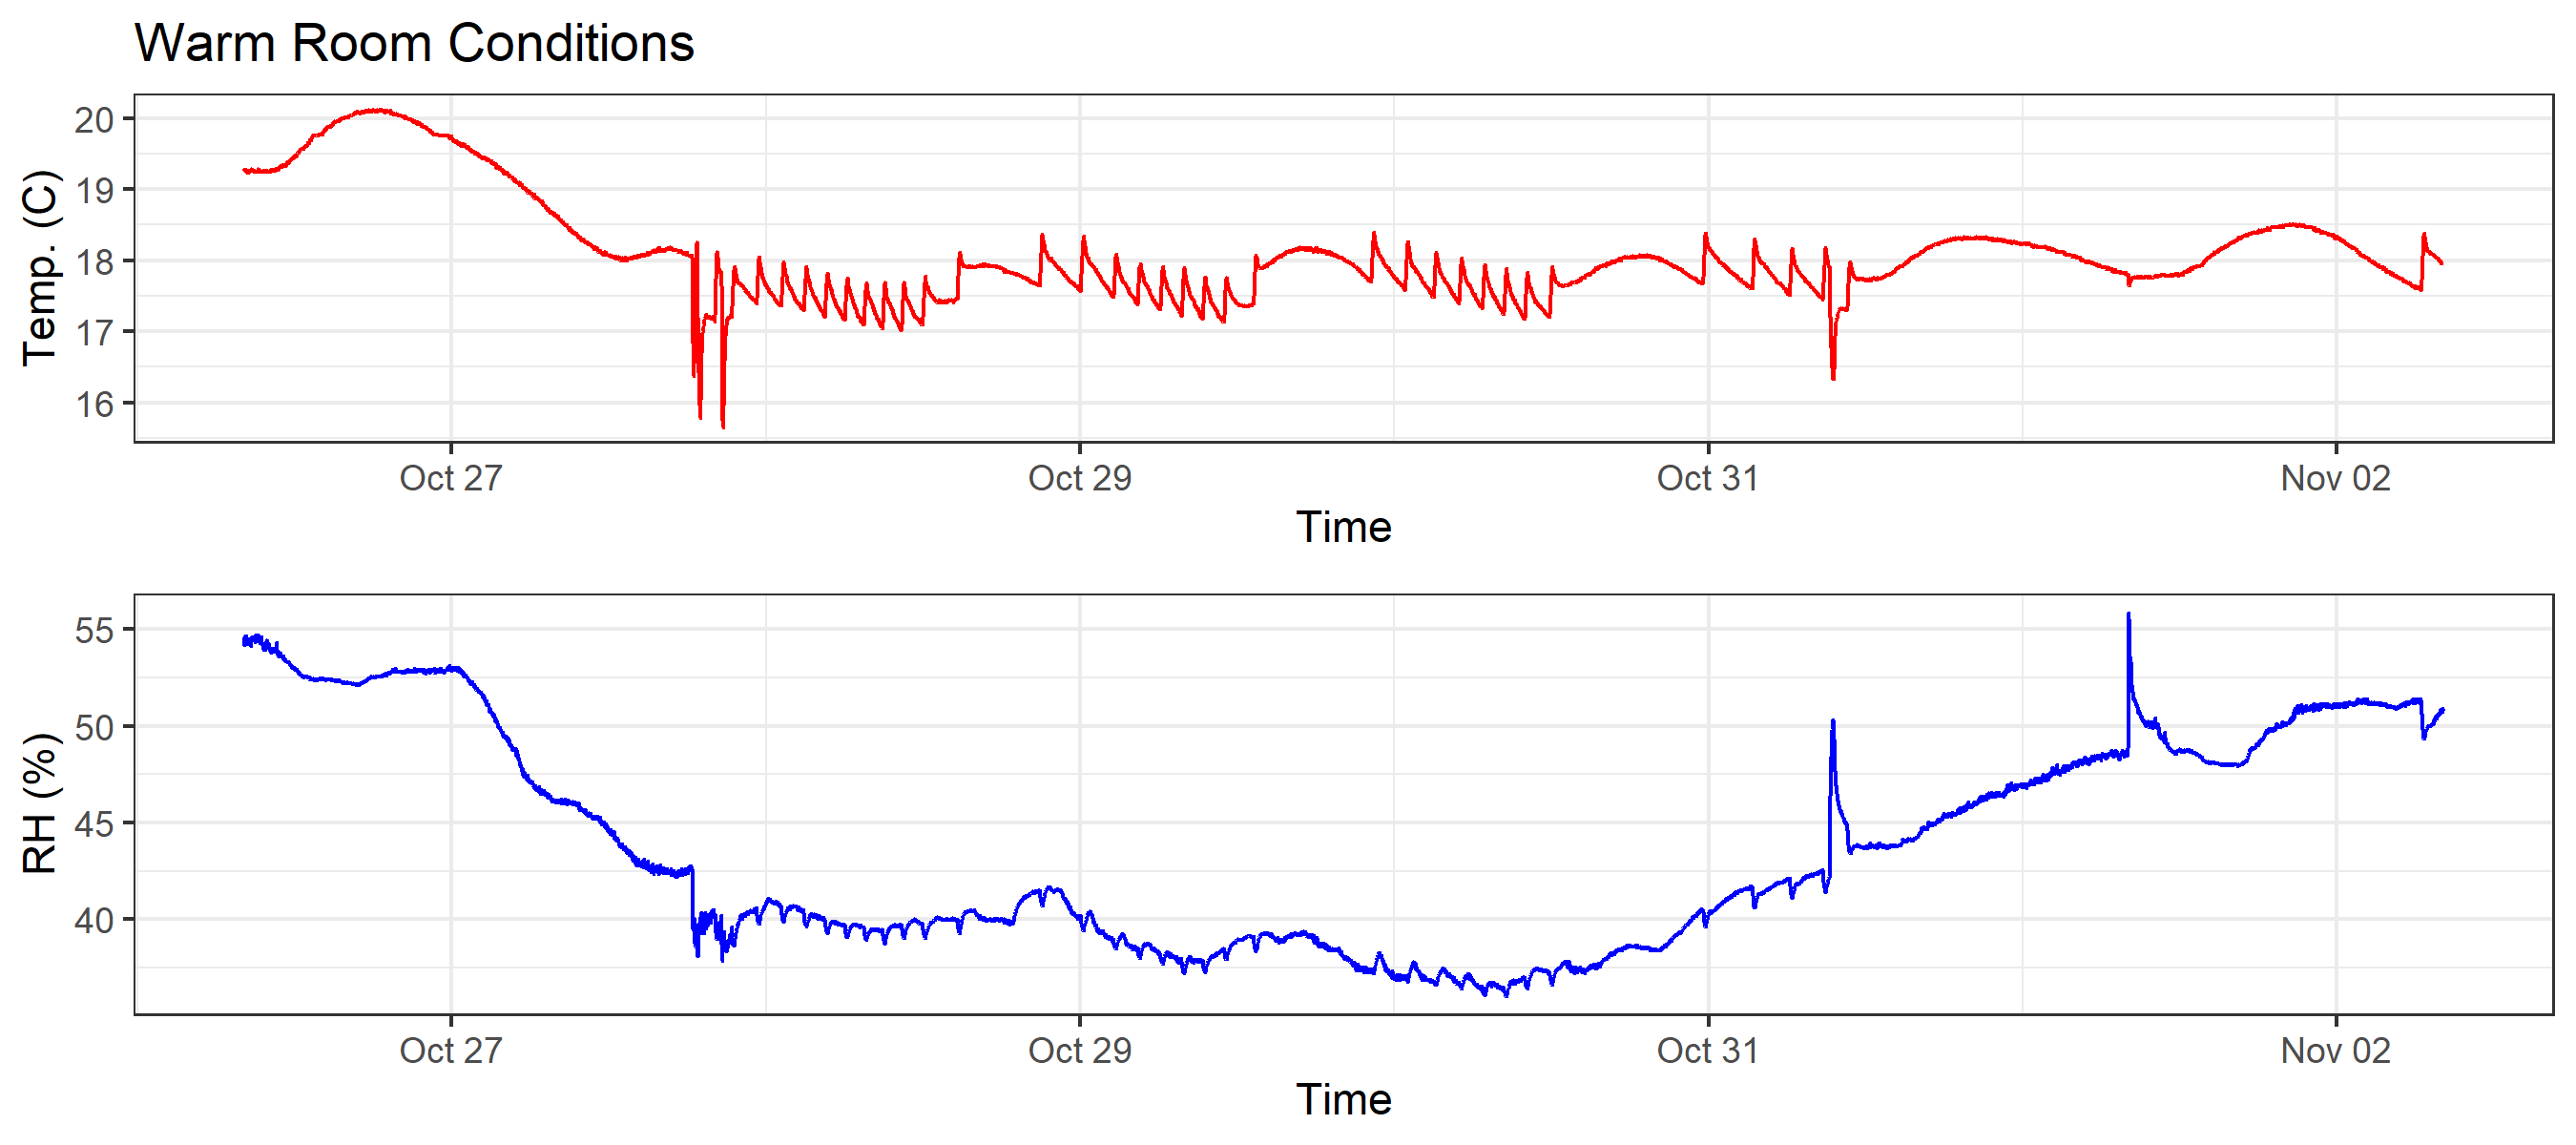 Warm Room Conditions
Temp. (C)
20
19
18
17
16
Oct 27 Oct 29 Oct 31 Nov 02
Time
RH (%)
55
50
45
40
Oct 27 Oct 29 Oct 31 Nov 02
Time